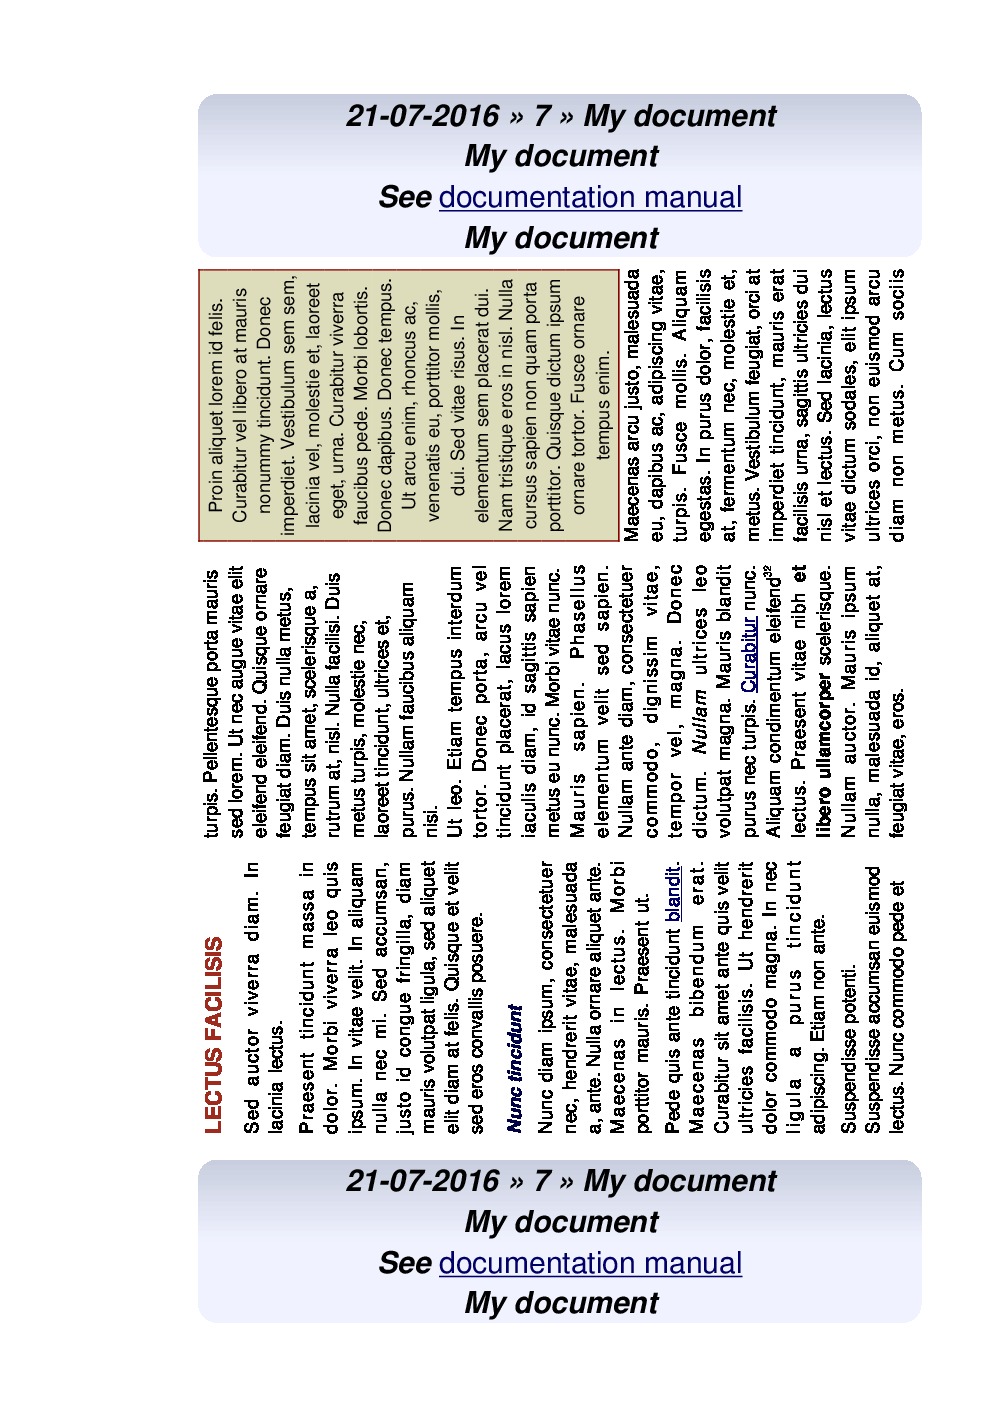 21-07-2016 » 7 » My document
My document
See documentation manual
My document
LECTUS FACILISIS
Sed auctor viverra diam. In
lacinia lectus.
Praesent tincidunt massa in
dolor. Morbi viverra leo quis
ipsum. In vitae velit. In aliquam
nulla nec mi. Sed accumsan,
justo id congue fringilla, diam
mauris volutpat ligula, sed aliquet
elit diam at felis. Quisque et velit
sed eros convallis posuere.
Nunc tincidunt
Nunc diam ipsum, consectetuer
nec, hendrerit vitae, malesuada
a, ante. Nulla ornare aliquet ante.
Maecenas in lectus. Morbi
porttitor mauris. Praesent ut.
Pede quis ante tincidunt blandit.
Maecenas bibendum erat.
Curabitur sit amet ante quis velit
ultricies facilisis. Ut hendrerit
dolor commodo magna. In nec
ligula a purus tincidunt
adipiscing. Etiam non ante.
Suspendisse potenti.
Suspendisse accumsan euismod
lectus. Nunc commodo pede et
turpis. Pellentesque porta mauris
sed lorem. Ut nec augue vitae elit
eleifend eleifend. Quisque ornare
feugiat diam. Duis nulla metus,
tempus sit amet, scelerisque a,
rutrum at, nisl. Nulla facilisi. Duis
metus turpis, molestie nec,
laoreet tincidunt, ultrices et,
purus. Nullam faucibus aliquam
nisi.
Ut leo. Etiam tempus interdum
tortor. Donec porta, arcu vel
tincidunt placerat, lacus lorem
iaculis diam, id sagittis sapien
metus eu nunc. Morbi vitae nunc.
Mauris sapien. Phasellus
elementum velit sed sapien.
Nullam ante diam, consectetuer
commodo, dignissim vitae,
tempor vel, magna. Donec
dictum. Nullam ultrices leo
volutpat magna. Mauris blandit
purus nec turpis. Curabitur nunc.
Aliquam condimentum eleifend32
lectus. Praesent vitae nibh et
libero ullamcorper scelerisque.
Nullam auctor. Mauris ipsum
nulla, malesuada id, aliquet at,
feugiat vitae, eros.
Proin aliquet lorem id felis.
Curabitur vel libero at mauris
nonummy tincidunt. Donec
imperdiet. Vestibulum sem sem,
lacinia vel, molestie et, laoreet
eget, urna. Curabitur viverra
faucibus pede. Morbi lobortis.
Donec dapibus. Donec tempus.
Ut arcu enim, rhoncus ac,
venenatis eu, porttitor mollis,
dui. Sed vitae risus. In
elementum sem placerat dui.
Nam tristique eros in nisl. Nulla
cursus sapien non quam porta
porttitor. Quisque dictum ipsum
ornare tortor. Fusce ornare
tempus enim.
Maecenas arcu justo, malesuada
eu, dapibus ac, adipiscing vitae,
turpis. Fusce mollis. Aliquam
egestas. In purus dolor, facilisis
at, fermentum nec, molestie et,
metus. Vestibulum feugiat, orci at
imperdiet tincidunt, mauris erat
facilisis urna, sagittis ultricies dui
nisl et lectus. Sed lacinia, lectus
vitae dictum sodales, elit ipsum
ultrices orci, non euismod arcu
diam non metus. Cum sociis
21-07-2016 » 7 » My document
My document
See documentation manual
My document